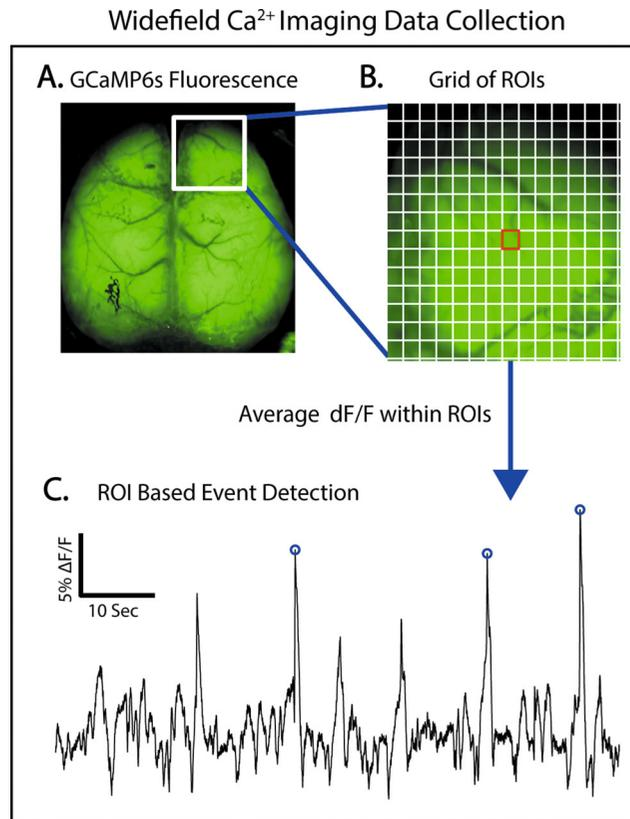 Widefield Ca²⁺ Imaging Data Collection
A. GCaMP6s Fluorescence
B. Grid of ROIs
Average dF/F within ROIs
C. ROI Based Event Detection
5% ΔF/F
10 Sec